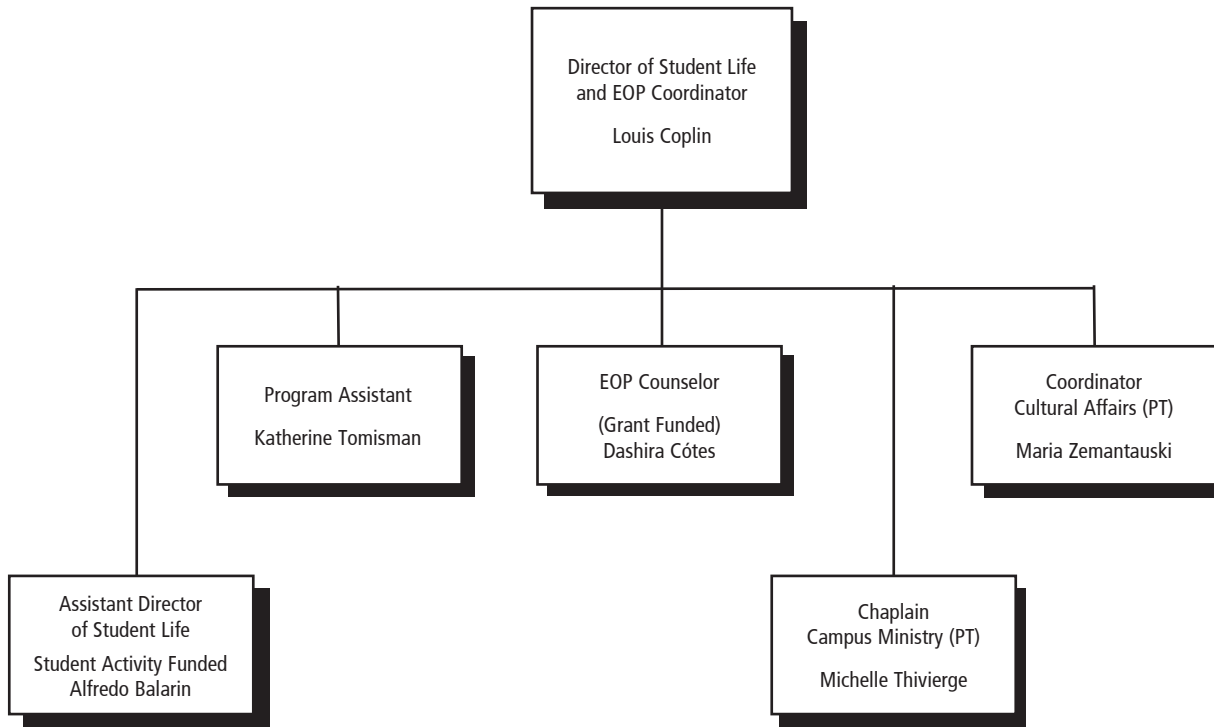 Director of Student Life
and EOP Coordinator
Louis Coplin
Program Assistant
Katherine Tomisman
EOP Counselor
(Grant Funded)
Dashira Cótes
Coordinator
Cultural Affairs (PT)
Maria Zemantauski
Assistant Director
of Student Life
Student Activity Funded
Alfredo Balarin
Chaplain
Campus Ministry (PT)
Michelle Thivierge